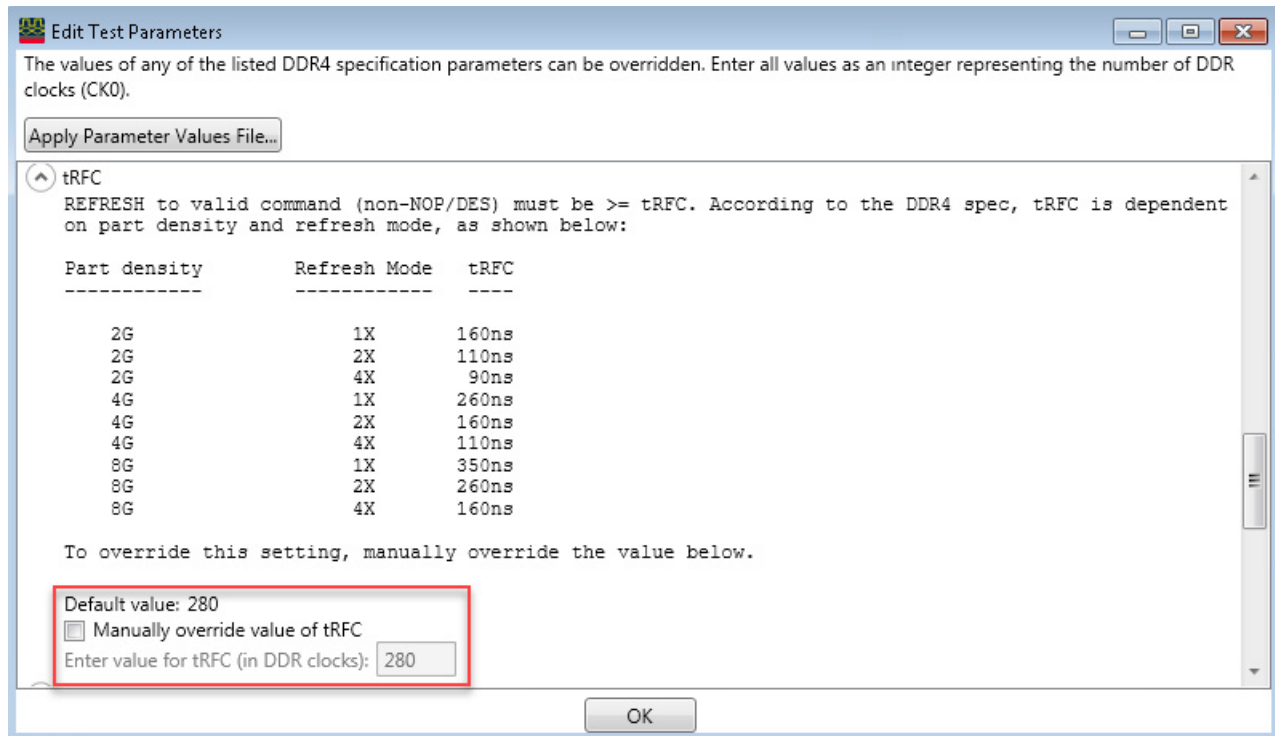 Edit Test Parameters
The values of any of the listed DDR4 specification parameters can be overridden. Enter all values as an integer representing the number of DDR
clocks (CK0).
Apply Parameter Values File...
tRFC
REFRESH to valid command (non-NOP/DES) must be >= tRFC. According to the DDR4 spec, tRFC is dependent
on part density and refresh mode, as shown below:
Part density Refresh Mode tRFC
------------ ------------ ----
2G 1X 160ns
2G 2X 110ns
2G 4X 90ns
4G 1X 260ns
4G 2X 160ns
4G 4X 110ns
8G 1X 350ns
8G 2X 260ns
8G 4X 160ns
To override this setting, manually override the value below.
Default value: 280
Manually override value of tRFC
Enter value for tRFC (in DDR clocks): 280
OK